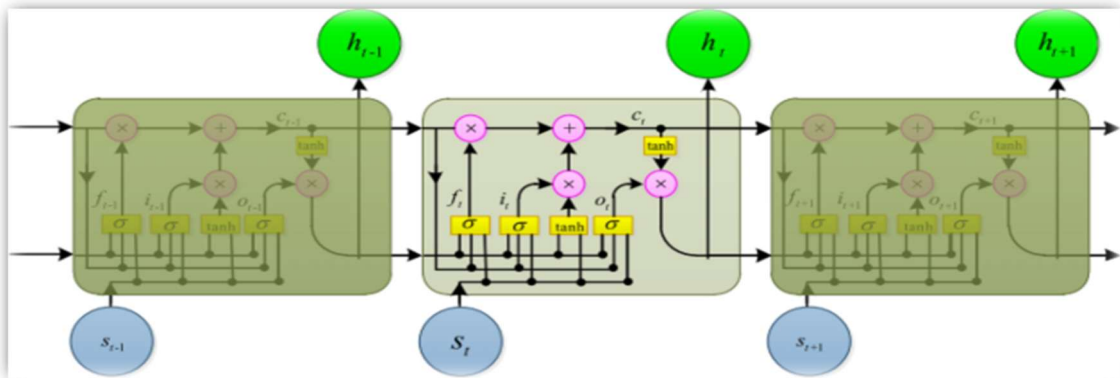 h_{t-1} h_t h_{t+1}
× + c_{t-1} × + c_t × + c_{t+1}
tanh tanh tanh
× × × × × ×
f_{t-1} i_{t-1} o_{t-1} f_t i_t o_t f_{t+1} i_{t+1} o_{t+1}
σ σ tanh σ σ σ tanh σ σ σ tanh σ
s_{t-1} s_t s_{t+1}